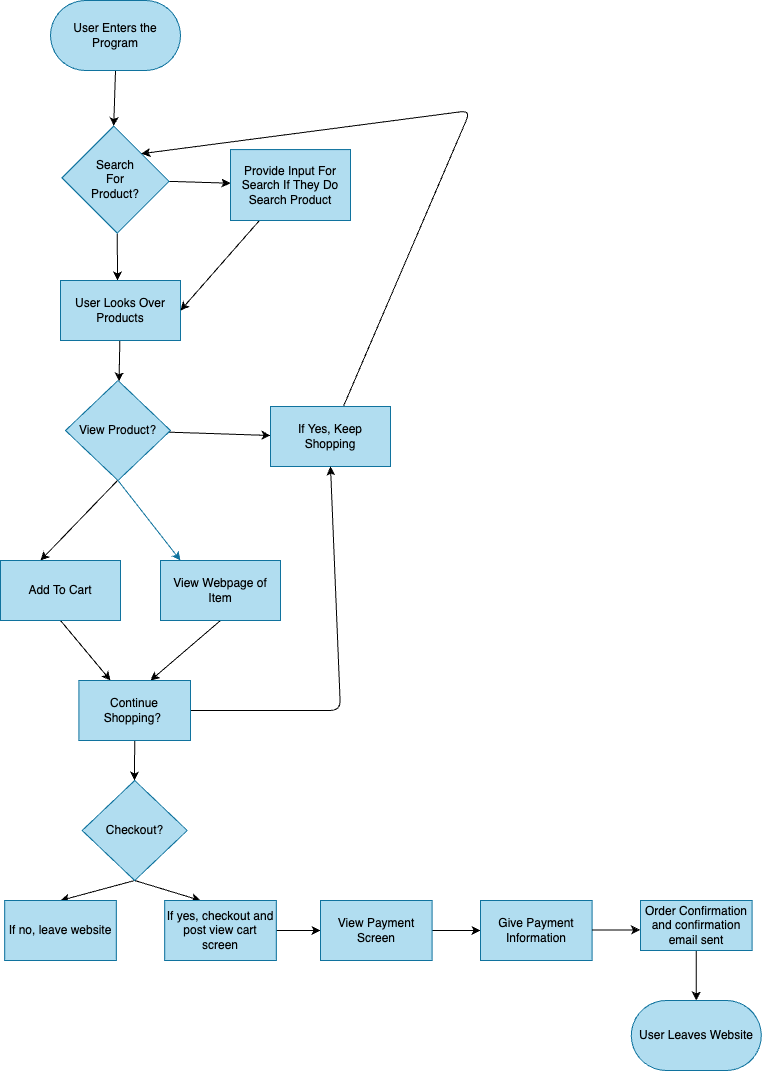 User Enters the
Program
Search
For
Product?
Provide Input For
Search If They Do
Search Product
User Looks Over
Products
View Product?
If Yes, Keep
Shopping
Add To Cart
View Webpage of
Item
Continue
Shopping?
Checkout?
If no, leave website
If yes, checkout and
post view cart
screen
View Payment
Screen
Give Payment
Information
Order Confirmation
and confirmation
email sent
User Leaves Website